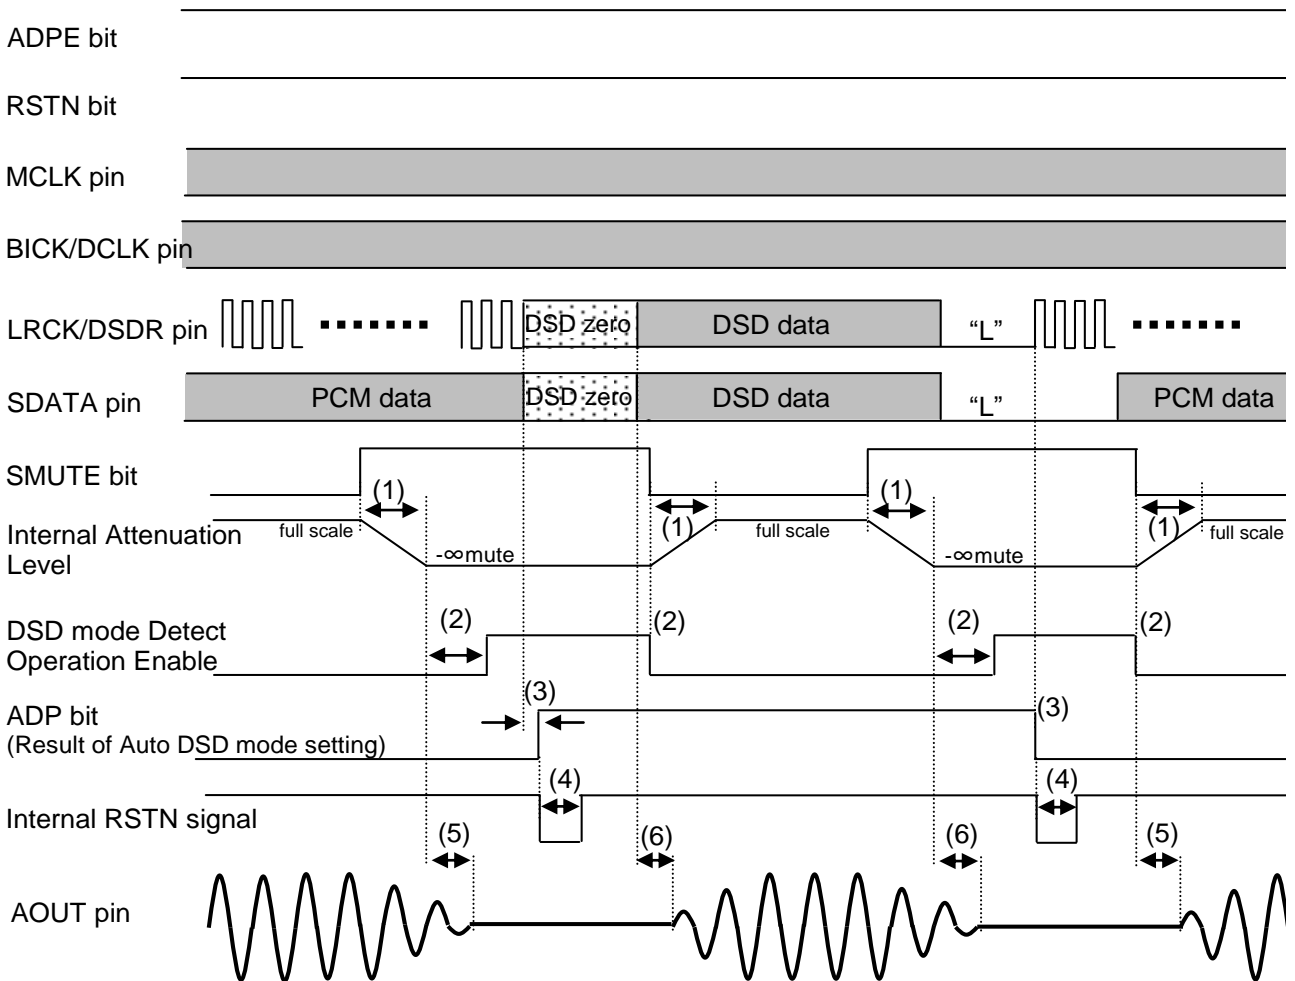 ADPE bit
RSTN bit
MCLK pin
BICK/DCLK pin
LRCK/DSDR pin DSD zero DSD data “L”
SDATA pin PCM data DSD zero DSD data “L” PCM data
SMUTE bit
(1) (1) (1) (1)
Internal Attenuation
Level
full scale -∞mute full scale -∞mute full scale
(2) (2) (2) (2)
DSD mode Detect
Operation Enable
(3) (3)
ADP bit
(Result of Auto DSD mode setting)
(4) (4)
Internal RSTN signal
(5) (6) (6) (5)
AOUT pin